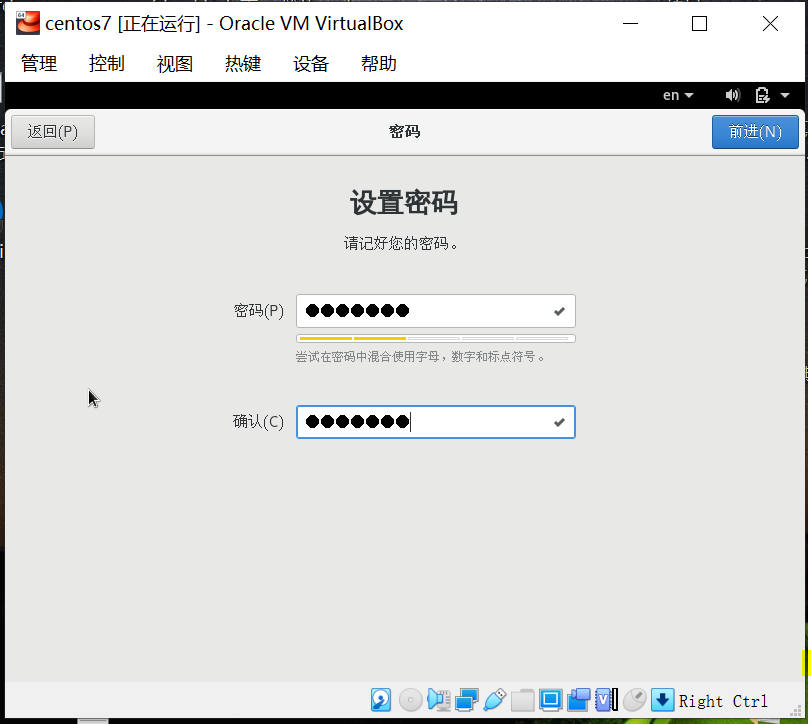 centos7 [正在运行] - Oracle VM VirtualBox
管理 控制 视图 热键 设备 帮助
en
返回(P) 密码 前进(N)
设置密码
请记好您的密码。
密码(P) ●●●●●●●
尝试在密码中混合使用字母，数字和标点符号。
确认(C) ●●●●●●●
Right Ctrl